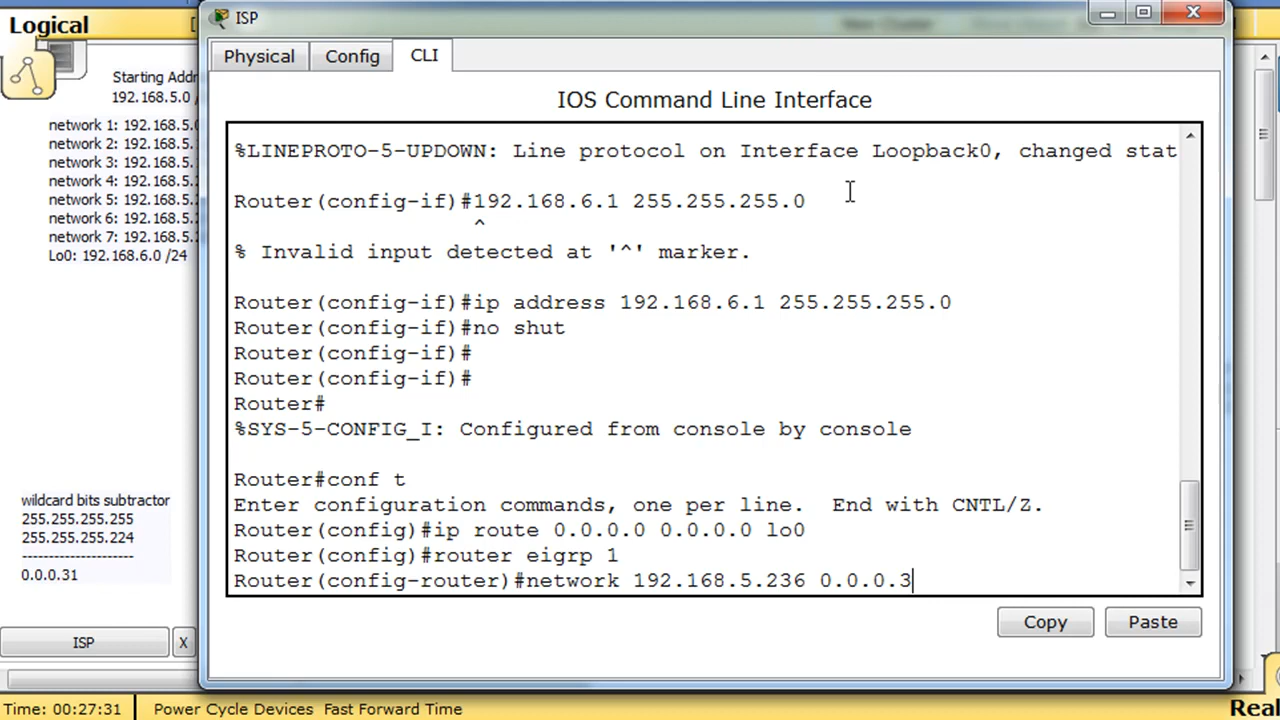 Logical
ISP
Physical
Config
CLI
Starting Addr
192.168.5.0 /
network 1: 192.168.5.0
network 2: 192.168.5.
network 3: 192.168.5.
network 4: 192.168.5.
network 5: 192.168.5.
network 6: 192.168.5.
network 7: 192.168.5.
Lo0: 192.168.6.0 /24
wildcard bits subtractor
255.255.255.255
255.255.255.224
---------------------
0.0.0.31
IOS Command Line Interface
%LINEPROTO-5-UPDOWN: Line protocol on Interface Loopback0, changed stat
Router(config-if)#192.168.6.1 255.255.255.0
^
% Invalid input detected at '^' marker.
Router(config-if)#ip address 192.168.6.1 255.255.255.0
Router(config-if)#no shut
Router(config-if)#
Router(config-if)#
Router#
%SYS-5-CONFIG_I: Configured from console by console
Router#conf t
Enter configuration commands, one per line.  End with CNTL/Z.
Router(config)#ip route 0.0.0.0 0.0.0.0 lo0
Router(config)#router eigrp 1
Router(config-router)#network 192.168.5.236 0.0.0.3
Copy
Paste
ISP
X
Time: 00:27:31
Power Cycle Devices
Fast Forward Time
Real